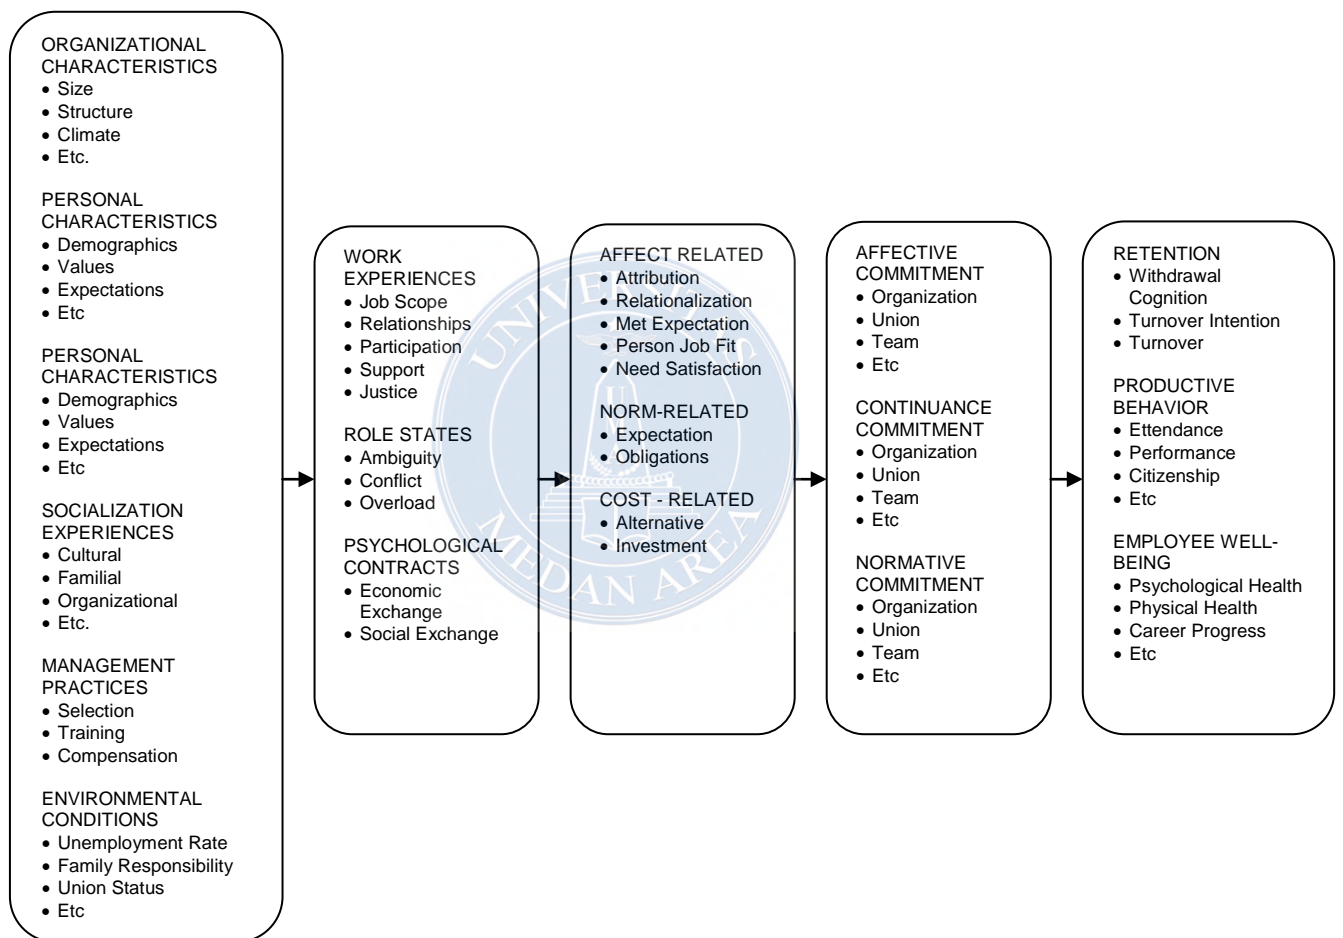 ORGANIZATIONAL
CHARACTERISTICS
• Size
• Structure
• Climate
• Etc.
PERSONAL
CHARACTERISTICS
• Demographics
• Values
• Expectations
• Etc
PERSONAL
CHARACTERISTICS
• Demographics
• Values
• Expectations
• Etc
SOCIALIZATION
EXPERIENCES
• Cultural
• Familial
• Organizational
• Etc.
MANAGEMENT
PRACTICES
• Selection
• Training
• Compensation
ENVIRONMENTAL
CONDITIONS
• Unemployment Rate
• Family Responsibility
• Union Status
• Etc
WORK
EXPERIENCES
• Job Scope
• Relationships
• Participation
• Support
• Justice
ROLE STATES
• Ambiguity
• Conflict
• Overload
PSYCHOLOGICAL
CONTRACTS
• Economic
Exchange
• Social Exchange
AFFECT RELATED
• Attribution
• Relationalization
• Met Expectation
• Person Job Fit
• Need Satisfaction
NORM-RELATED
• Expectation
• Obligations
COST - RELATED
• Alternative
• Investment
AFFECTIVE
COMMITMENT
• Organization
• Union
• Team
• Etc
CONTINUANCE
COMMITMENT
• Organization
• Union
• Team
• Etc
NORMATIVE
COMMITMENT
• Organization
• Union
• Team
• Etc
RETENTION
• Withdrawal
Cognition
• Turnover Intention
• Turnover
PRODUCTIVE
BEHAVIOR
• Ettendance
• Performance
• Citizenship
• Etc
EMPLOYEE WELL-
BEING
• Psychological Health
• Physical Health
• Career Progress
• Etc
UNIVERSITAS
MEDAN AREA